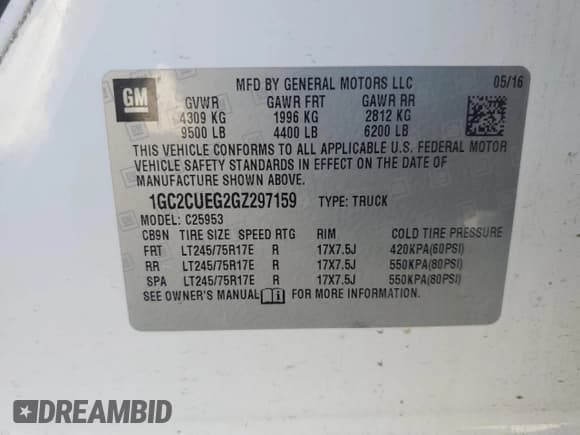 GM
MFD BY GENERAL MOTORS LLC 05/16
GVWR GAWR FRT GAWR RR
4309 KG 1996 KG 2812 KG
9500 LB 4400 LB 6200 LB
THIS VEHICLE CONFORMS TO ALL APPLICABLE U.S. FEDERAL MOTOR
VEHICLE SAFETY STANDARDS IN EFFECT ON THE DATE OF
MANUFACTURE SHOWN ABOVE.
1GC2CUEG2GZ297159 TYPE: TRUCK
MODEL: C25953
CB9N TIRE SIZE SPEED RTG RIM COLD TIRE PRESSURE
FRT LT245/75R17E R 17X7.5J 420KPA(60PSI)
RR LT245/75R17E R 17X7.5J 550KPA(80PSI)
SPA LT245/75R17E R 17X7.5J 550KPA(80PSI)
SEE OWNER'S MANUAL FOR MORE INFORMATION.
DREAMBID